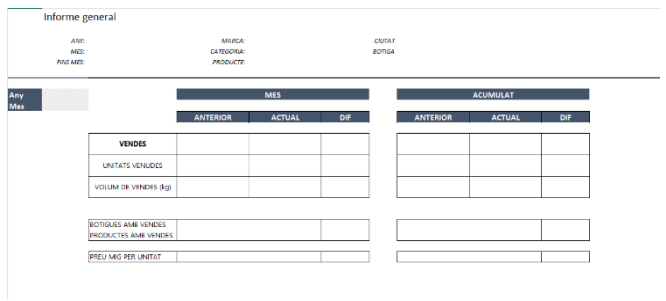 Informe general
ANY: MARCA: CIUTAT
MES: CATEGORIA: BOTIGA
FINS MES: PRODUCTE:
Any
Mes
MES ACUMULAT
ANTERIOR ACTUAL DIF ANTERIOR ACTUAL DIF
VENDES
UNITATS VENUDES
VOLUM DE VENDES (kg)
BOTIGUES AMB VENDES
PRODUCTES AMB VENDES
PREU MIG PER UNITAT